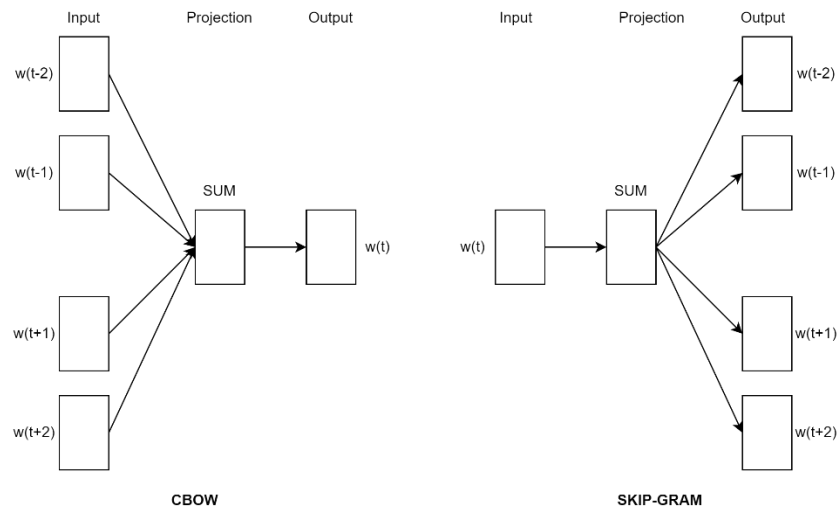 Input Projection Output
w(t-2)
w(t-1)
SUM
w(t)
w(t+1)
w(t+2)
CBOW
Input Projection Output
w(t-2)
w(t-1)
SUM
w(t)
w(t+1)
w(t+2)
SKIP-GRAM